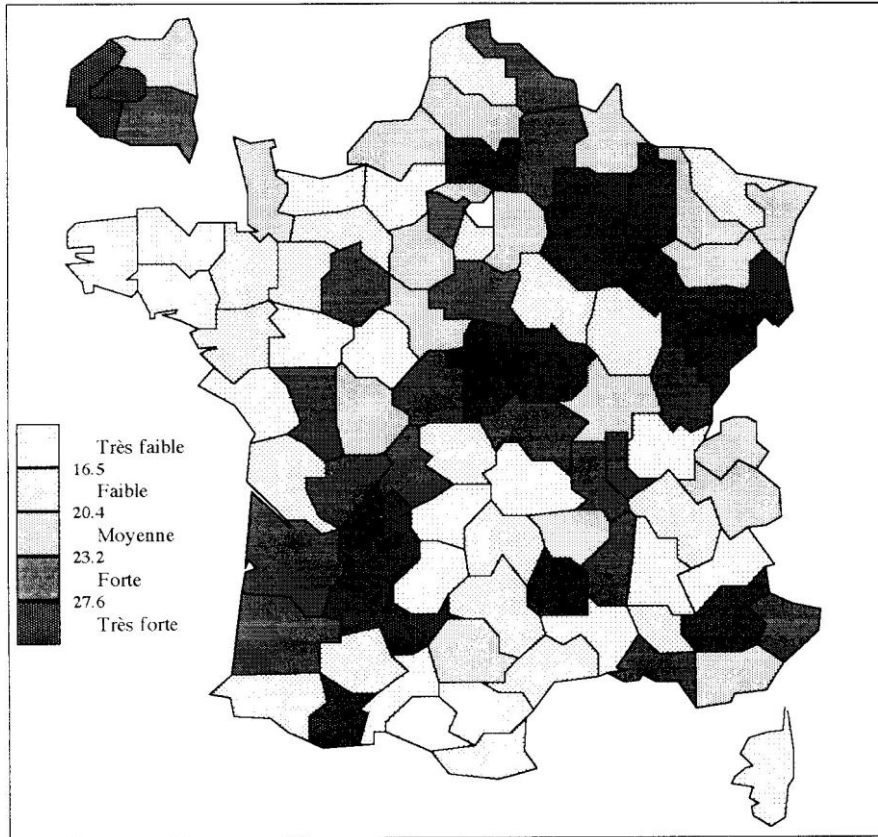 Très faible
16.5
Faible
20.4
Moyenne
23.2
Forte
27.6
Très forte